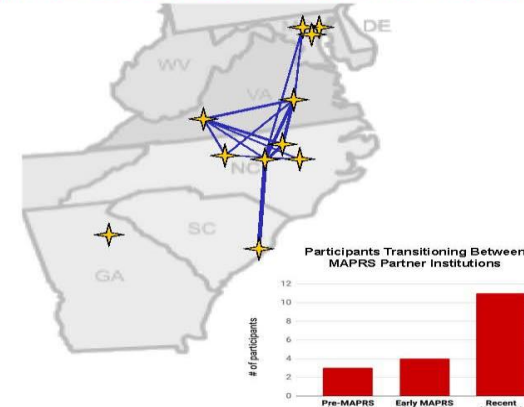 DE
WV
VA
NC
SC
GA
Participants Transitioning Between
MAPRS Partner Institutions
# of participants
12
10
8
6
4
2
0
Pre-MAPRS Early MAPRS Recent